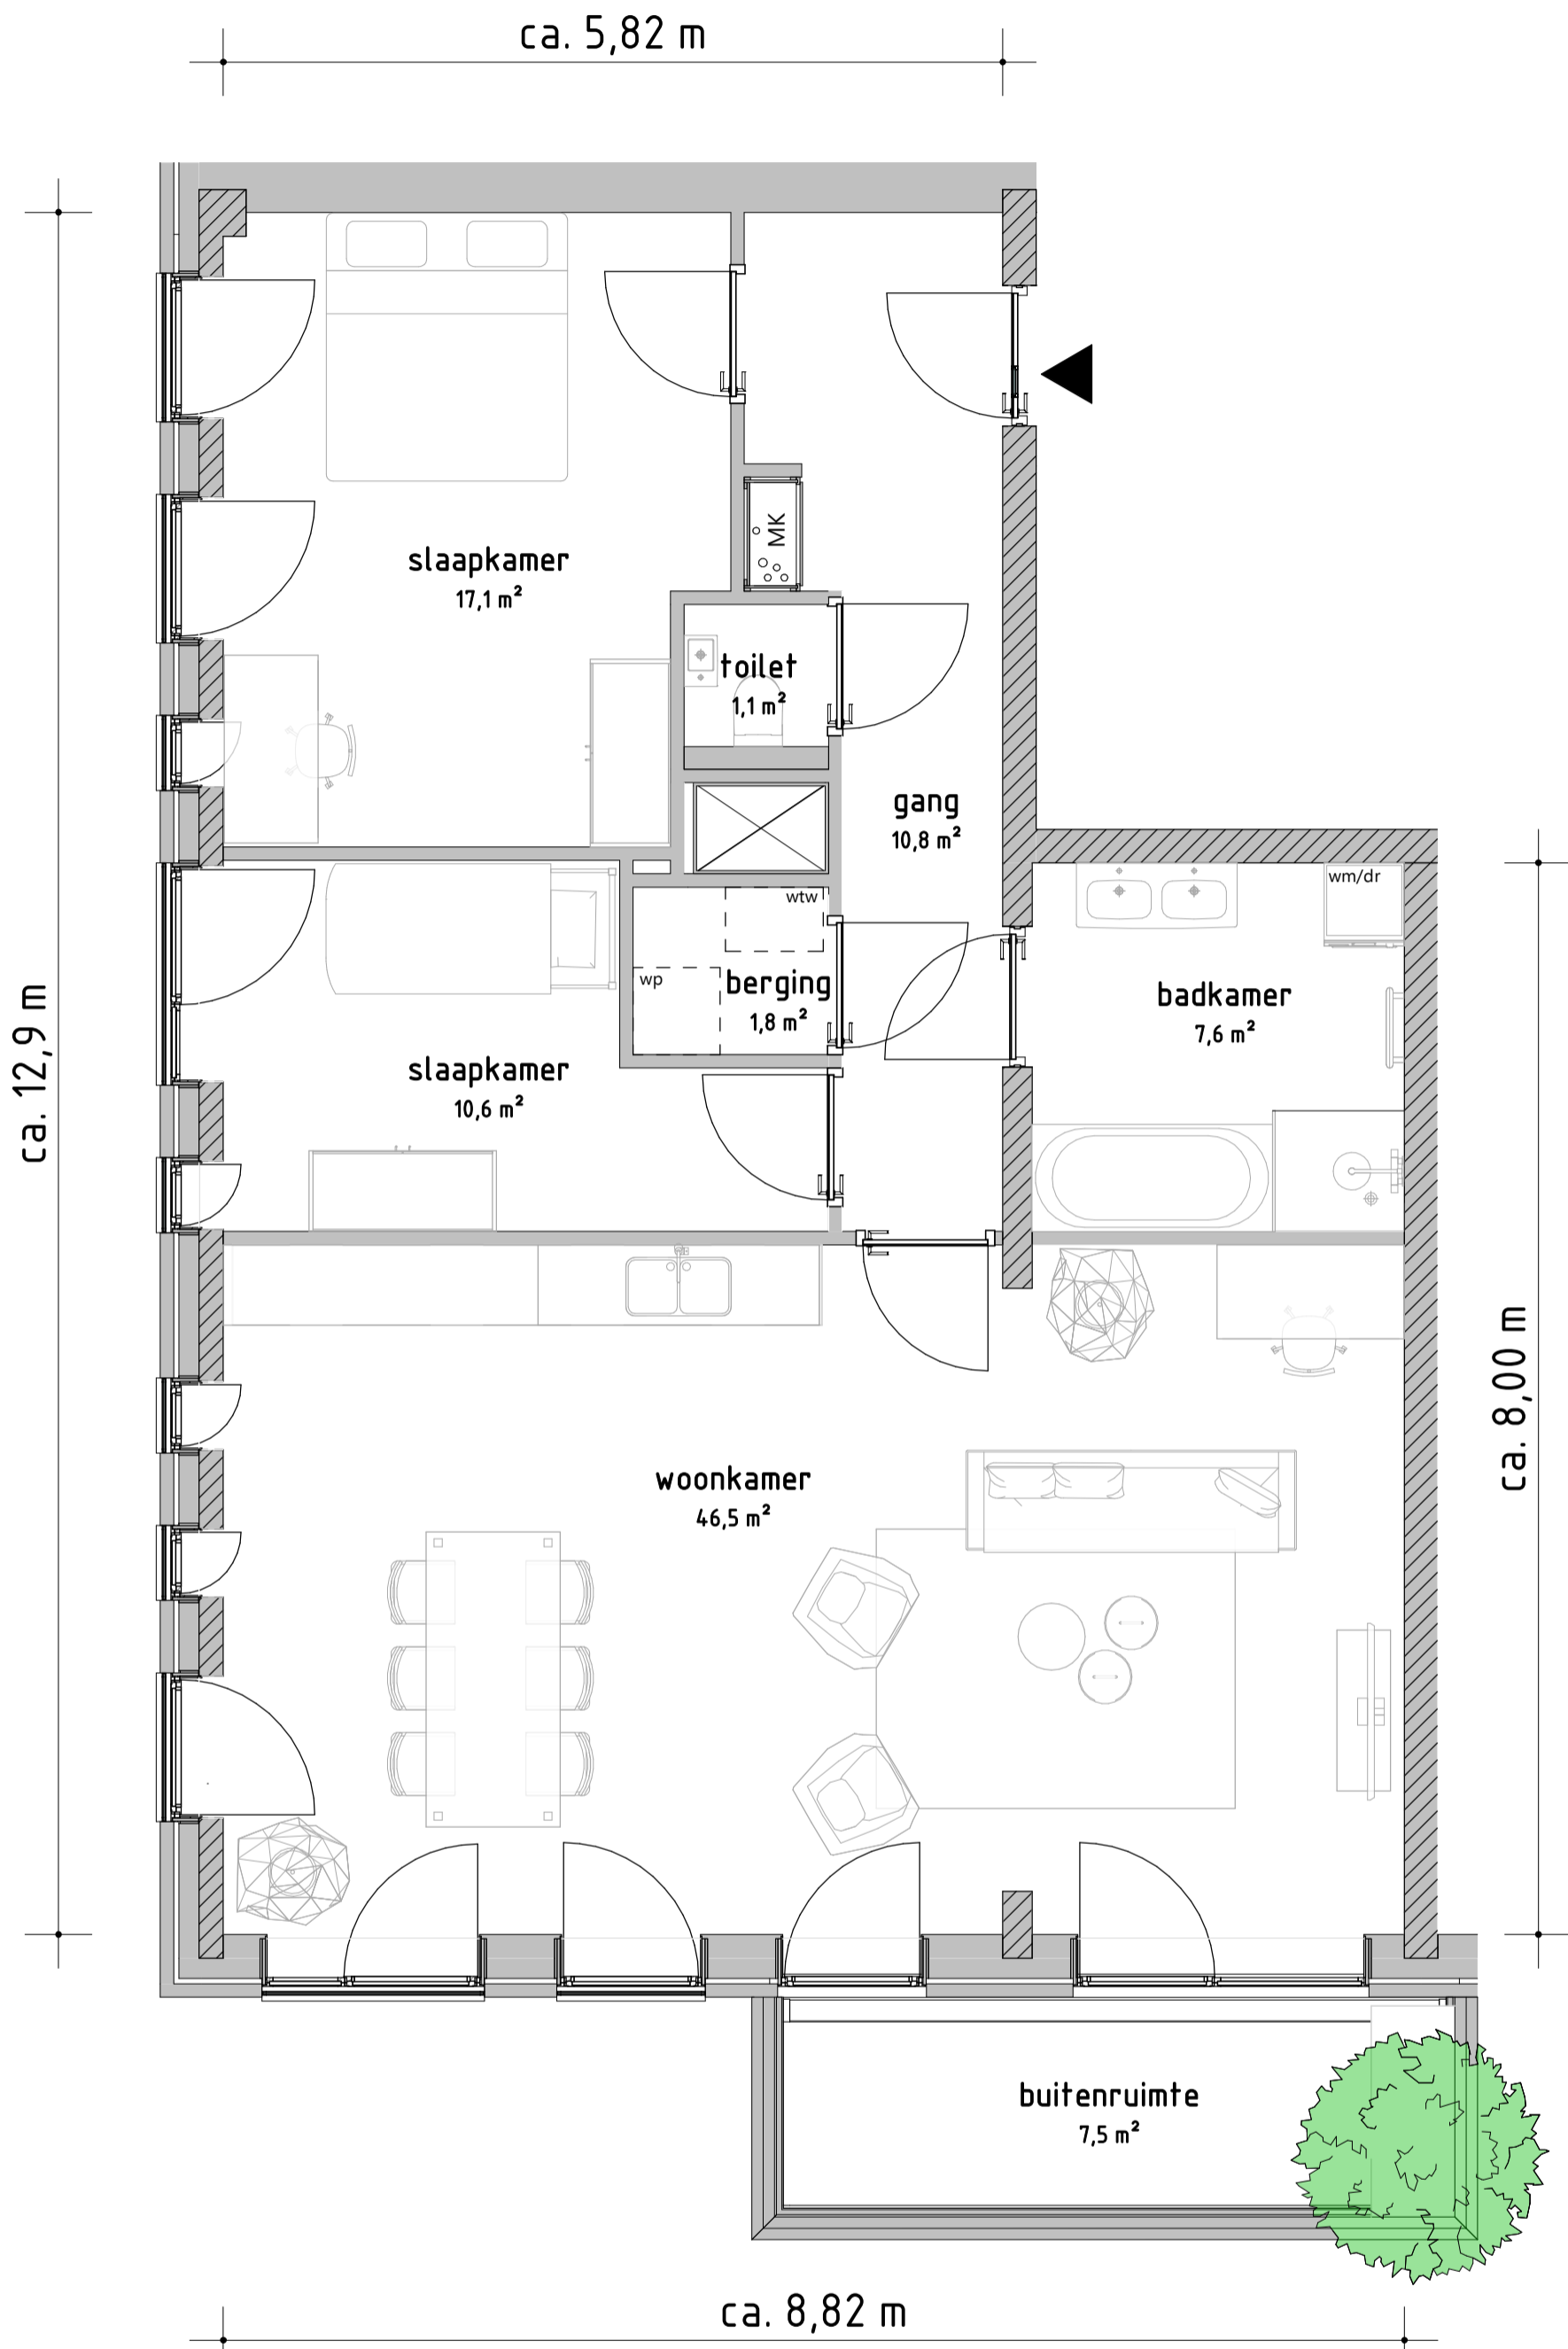 ca. 5,82 m
MK
slaapkamer
17,1 m²
toilet
1,1 m²
gang
10,8 m²
wm/dr
wtw
wp
berging
1,8 m²
badkamer
7,6 m²
ca. 12,9 m
slaapkamer
10,6 m²
ca. 8,00 m
woonkamer
46,5 m²
buitenruimte
7,5 m²
ca. 8,82 m